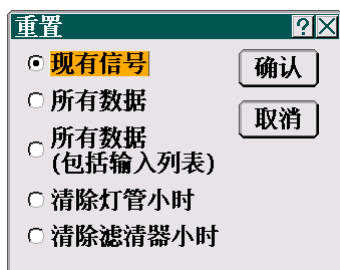 重置
现有信号
确认
所有数据
取消
所有数据
(包括输入列表)
清除灯管小时
清除滤清器小时